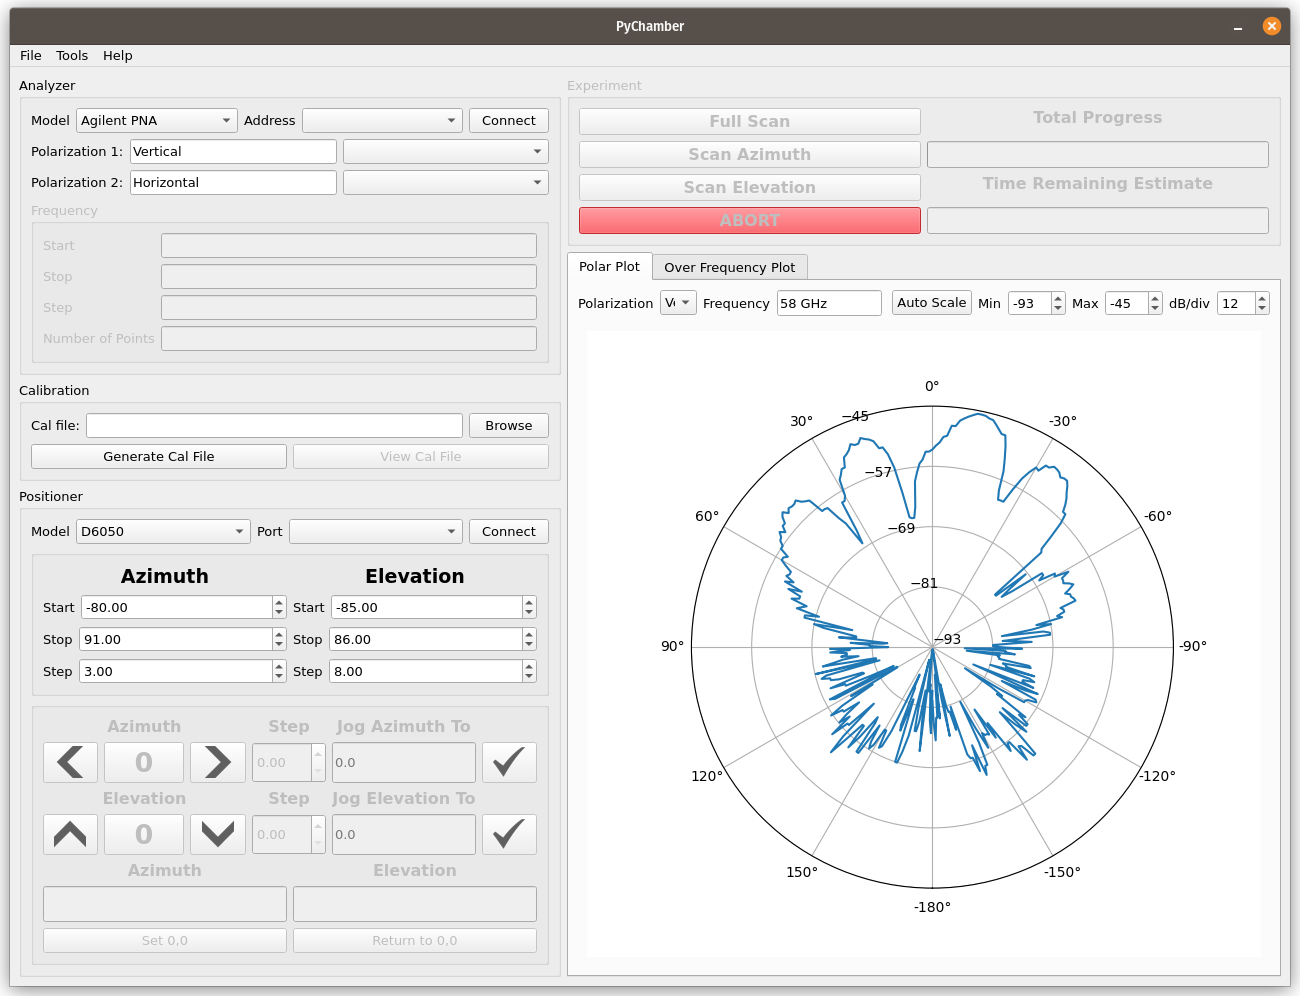 PyChamber
File Tools Help
Analyzer
Model Agilent PNA Address Connect
Polarization 1: Vertical
Polarization 2: Horizontal
Frequency
Start
Stop
Step
Number of Points
Calibration
Cal file: Browse
Generate Cal File View Cal File
Positioner
Model D6050 Port Connect
Azimuth Elevation
Start -80.00 Start -85.00
Stop 91.00 Stop 86.00
Step 3.00 Step 8.00
Azimuth Step Jog Azimuth To
0 0.00 0.0
Elevation Step Jog Elevation To
0 0.00 0.0
Azimuth Elevation
Set 0,0 Return to 0,0
Experiment
Full Scan Total Progress
Scan Azimuth
Scan Elevation Time Remaining Estimate
ABORT
Polar Plot Over Frequency Plot
Polarization Ve Frequency 58 GHz Auto Scale Min -93 Max -45 dB/div 12
0°
30° −45 -30°
−57
60° −69 -60°
−81
90° −93 -90°
120° -120°
150° -150°
-180°